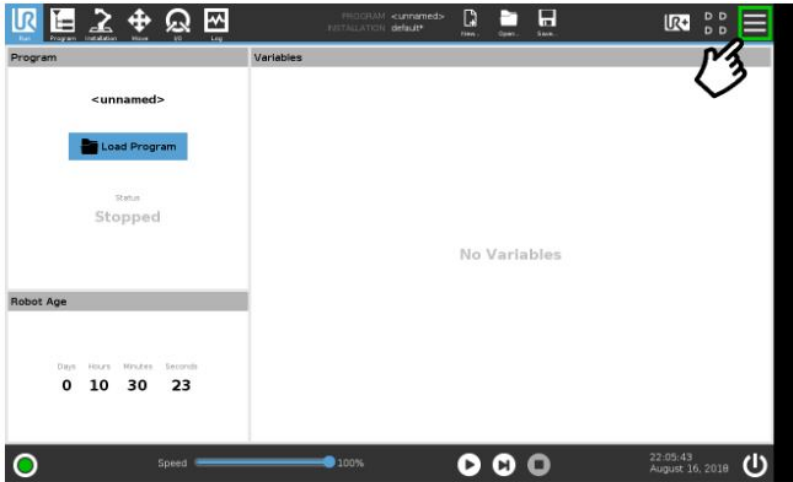 UR
Run
Program
Installation
Move
I/O
Log
PROGRAM <unnamed>
INSTALLATION default*
New...
Open...
Save...
UR+
D D
D D
Program
<unnamed>
Load Program
Status
Stopped
Variables
No Variables
Robot Age
Days Hours Minutes Seconds
0 10 30 23
Speed 100%
22:05:43
August 16, 2018